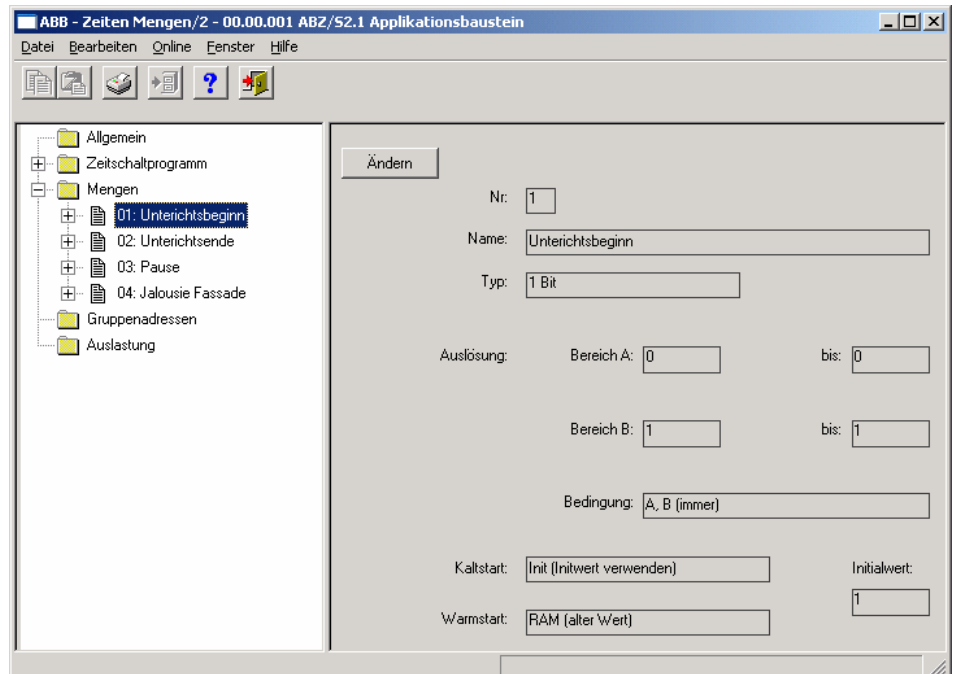 ABB - Zeiten Mengen/2 - 00.00.001 ABZ/S2.1 Applikationsbaustein
Datei Bearbeiten Online Fenster Hilfe
Allgemein
Zeitschaltprogramm
Mengen
01: Unterichtsbeginn
02: Unterichtsende
03: Pause
04: Jalousie Fassade
Gruppenadressen
Auslastung
Ändern
Nr: 1
Name: Unterichtsbeginn
Typ: 1 Bit
Auslösung: Bereich A: 0 bis: 0
Bereich B: 1 bis: 1
Bedingung: A, B (immer)
Kaltstart: Init (Initwert verwenden) Initialwert:
1
Warmstart: RAM (alter Wert)